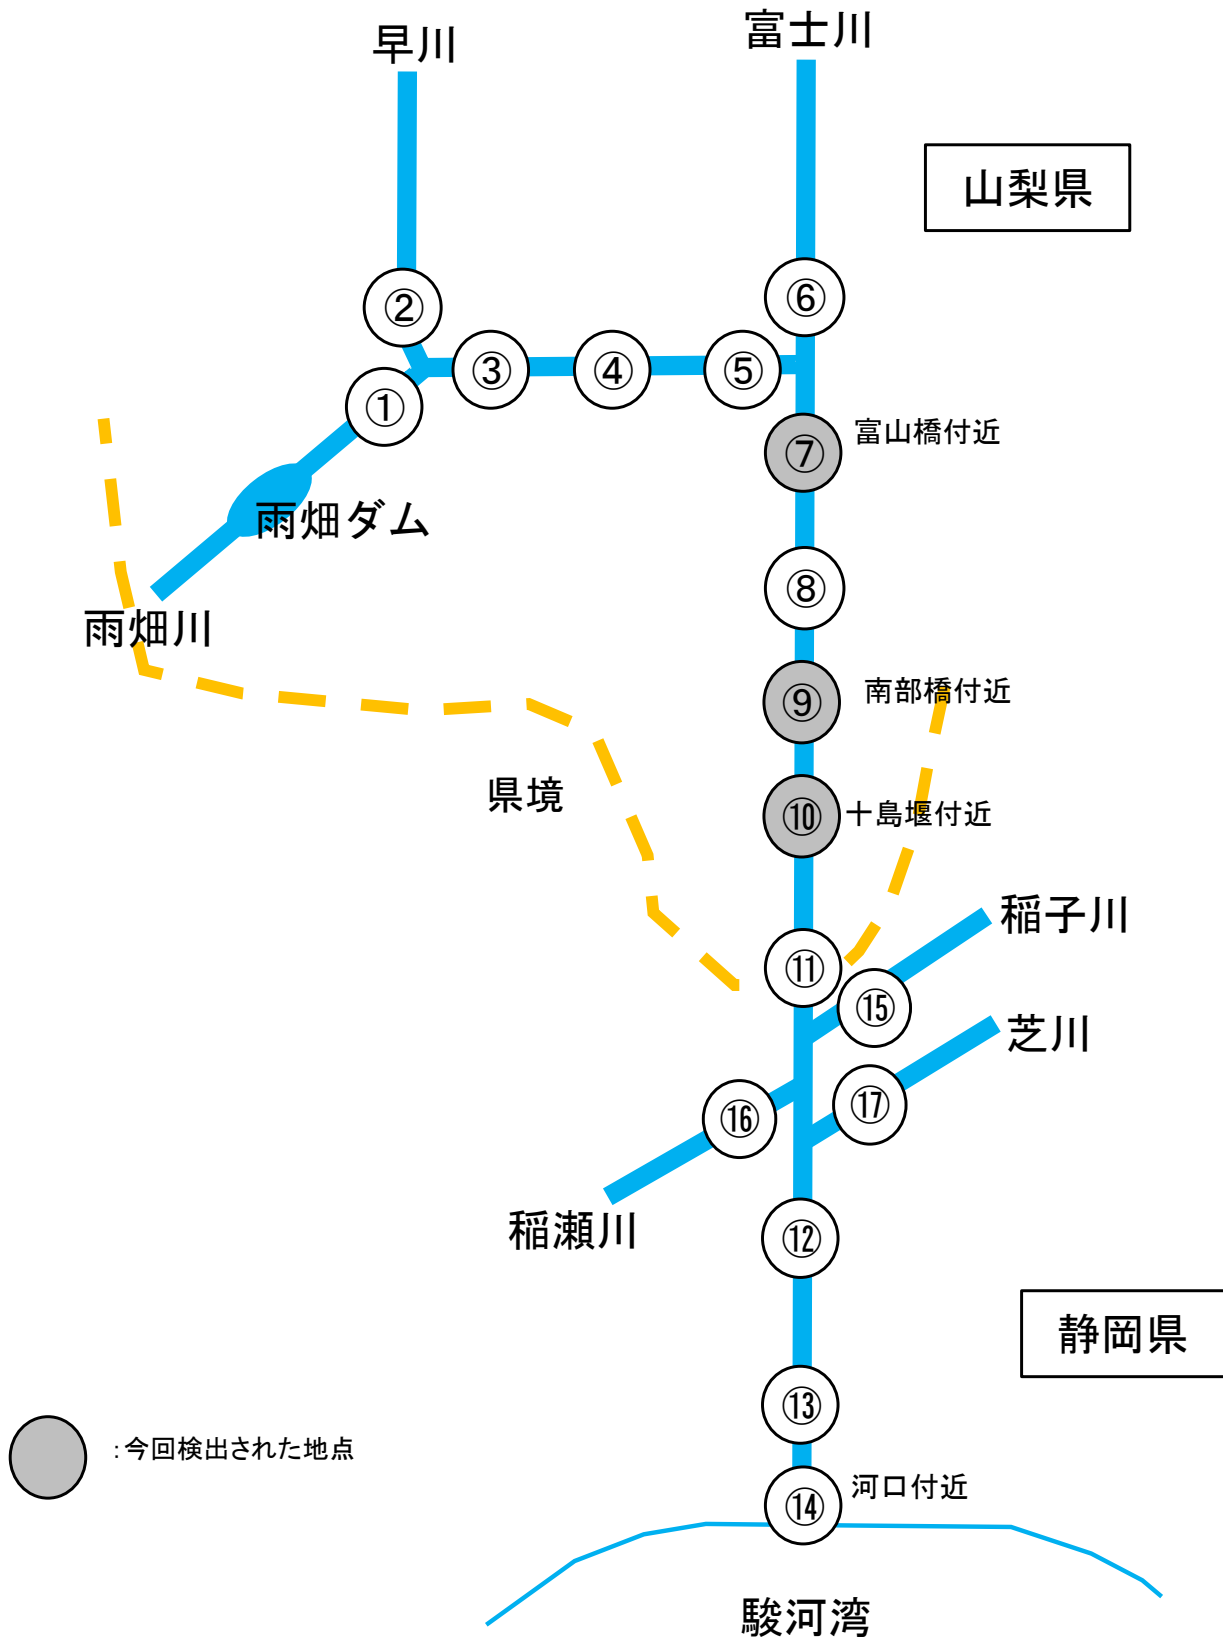 早川
富士川
山梨県
②
⑥
③
④
⑤
①
⑦
富山橋付近
雨畑ダム
⑧
雨畑川
⑨
南部橋付近
県境
⑩
十島堰付近
稲子川
⑪
⑮
芝川
⑯
⑰
稲瀬川
⑫
静岡県
⑬
：今回検出された地点
⑭
河口付近
駿河湾